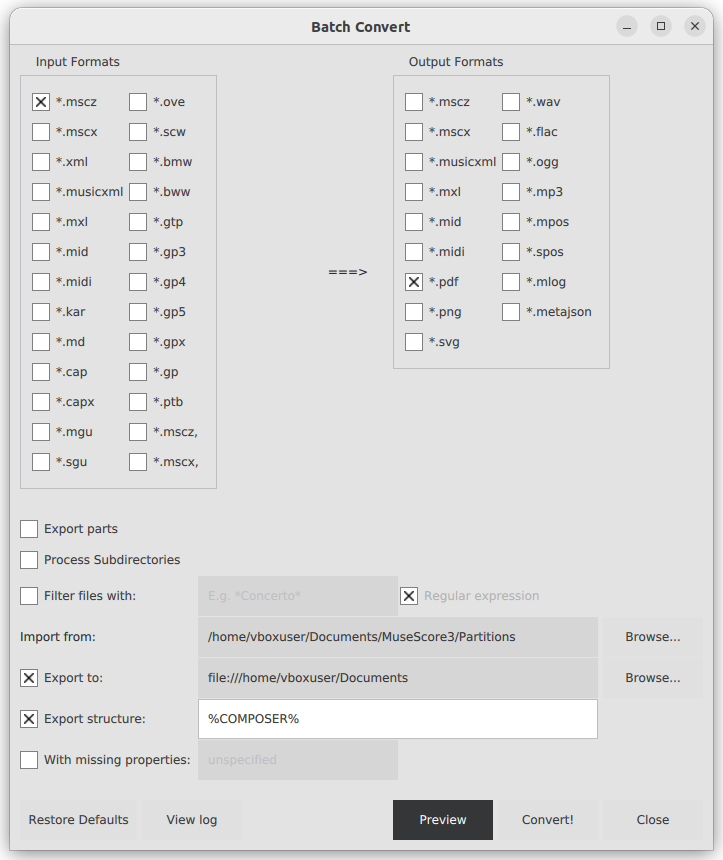 Batch Convert
Input Formats
Output Formats
*.mscz *.ove
*.mscx *.scw
*.xml *.bmw
*.musicxml *.bww
*.mxl *.gtp
*.mid *.gp3
*.midi *.gp4
*.kar *.gp5
*.md *.gpx
*.cap *.gp
*.capx *.ptb
*.mgu *.mscz,
*.sgu *.mscx,
===>
*.mscz *.wav
*.mscx *.flac
*.musicxml *.ogg
*.mxl *.mp3
*.mid *.mpos
*.midi *.spos
*.pdf *.mlog
*.png *.metajson
*.svg
Export parts
Process Subdirectories
Filter files with: E.g. *Concerto* Regular expression
Import from: /home/vboxuser/Documents/MuseScore3/Partitions Browse...
Export to: file:///home/vboxuser/Documents Browse...
Export structure: %COMPOSER%
With missing properties: unspecified
Restore Defaults View log Preview Convert! Close